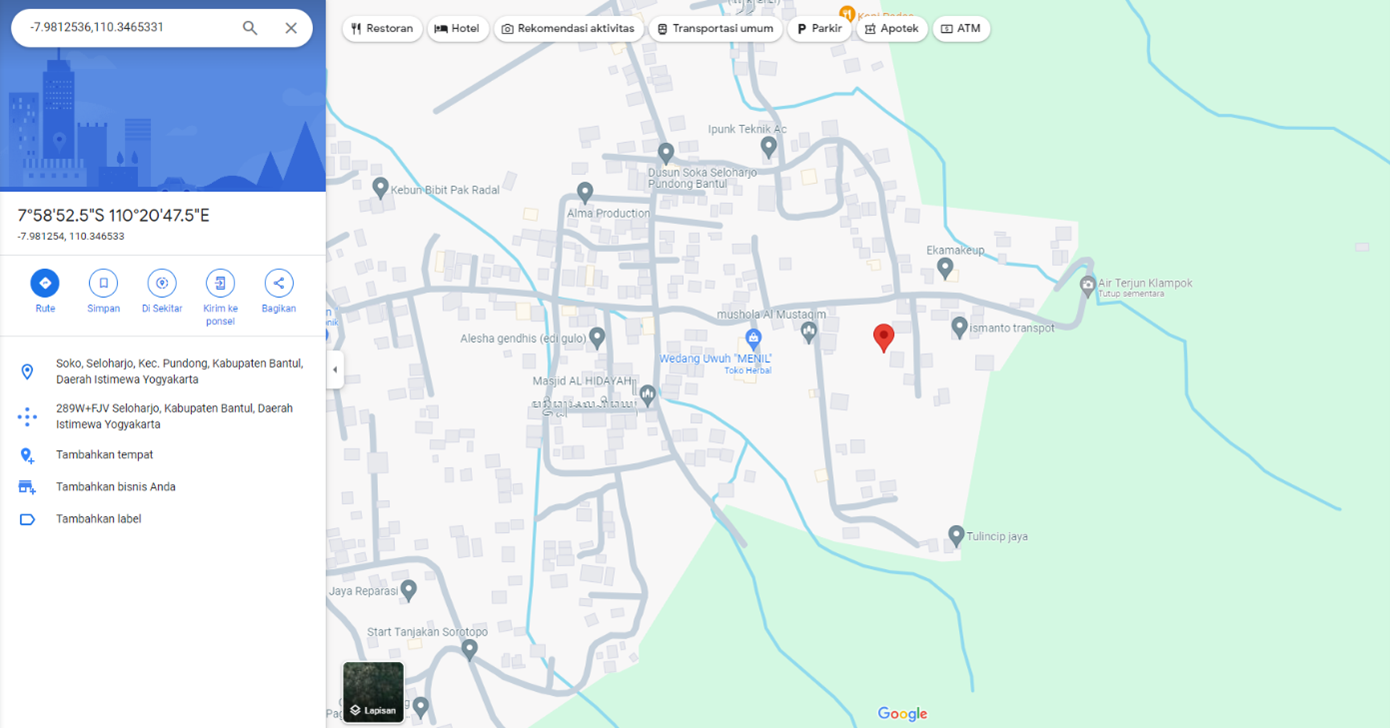 -7.9812536,110.3465331
Restoran
Hotel
Rekomendasi aktivitas
Transportasi umum
Parkir
Apotek
ATM
7°58'52.5"S 110°20'47.5"E
-7.981254, 110.346533
Rute
Simpan
Di Sekitar
Kirim ke
ponsel
Bagikan
Soko, Seloharjo, Kec. Pundong, Kabupaten Bantul,
Daerah Istimewa Yogyakarta
289W+FJV Seloharjo, Kabupaten Bantul, Daerah
Istimewa Yogyakarta
Tambahkan tempat
Tambahkan bisnis Anda
Tambahkan label
Ipunk Teknik Ac
Dusun Soka Seloharjo
Pundong Bantul
Kebun Bibit Pak Radal
Alma Production
Ekamakeup
Air Terjun Klampok
Tutup sementara
mushola Al Mustaqim
ismanto transpot
Alesha gendhis (edi gulo)
Wedang Uwuh "MENIL"
Toko Herbal
Masjid AL HIDAYAH
Tulincip jaya
Jaya Reparasi
Start Tanjakan Sorotopo
Lapisan
Google